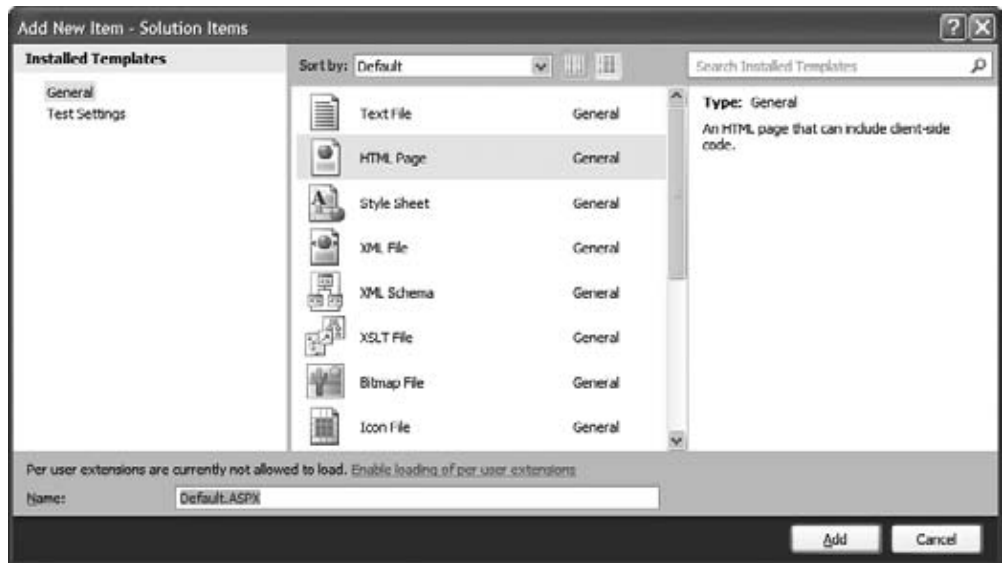 Add New Item - Solution Items
Installed Templates
General
Test Settings
Sort by: Default
Search Installed Templates
Text File General
HTML Page General
Style Sheet General
XML File General
XML Schema General
XSLT File General
Bitmap File General
Icon File General
Type: General
An HTML page that can include client-side
code.
Per user extensions are currently not allowed to load. Enable loading of per user extensions
Name: Default.ASPX
Add Cancel